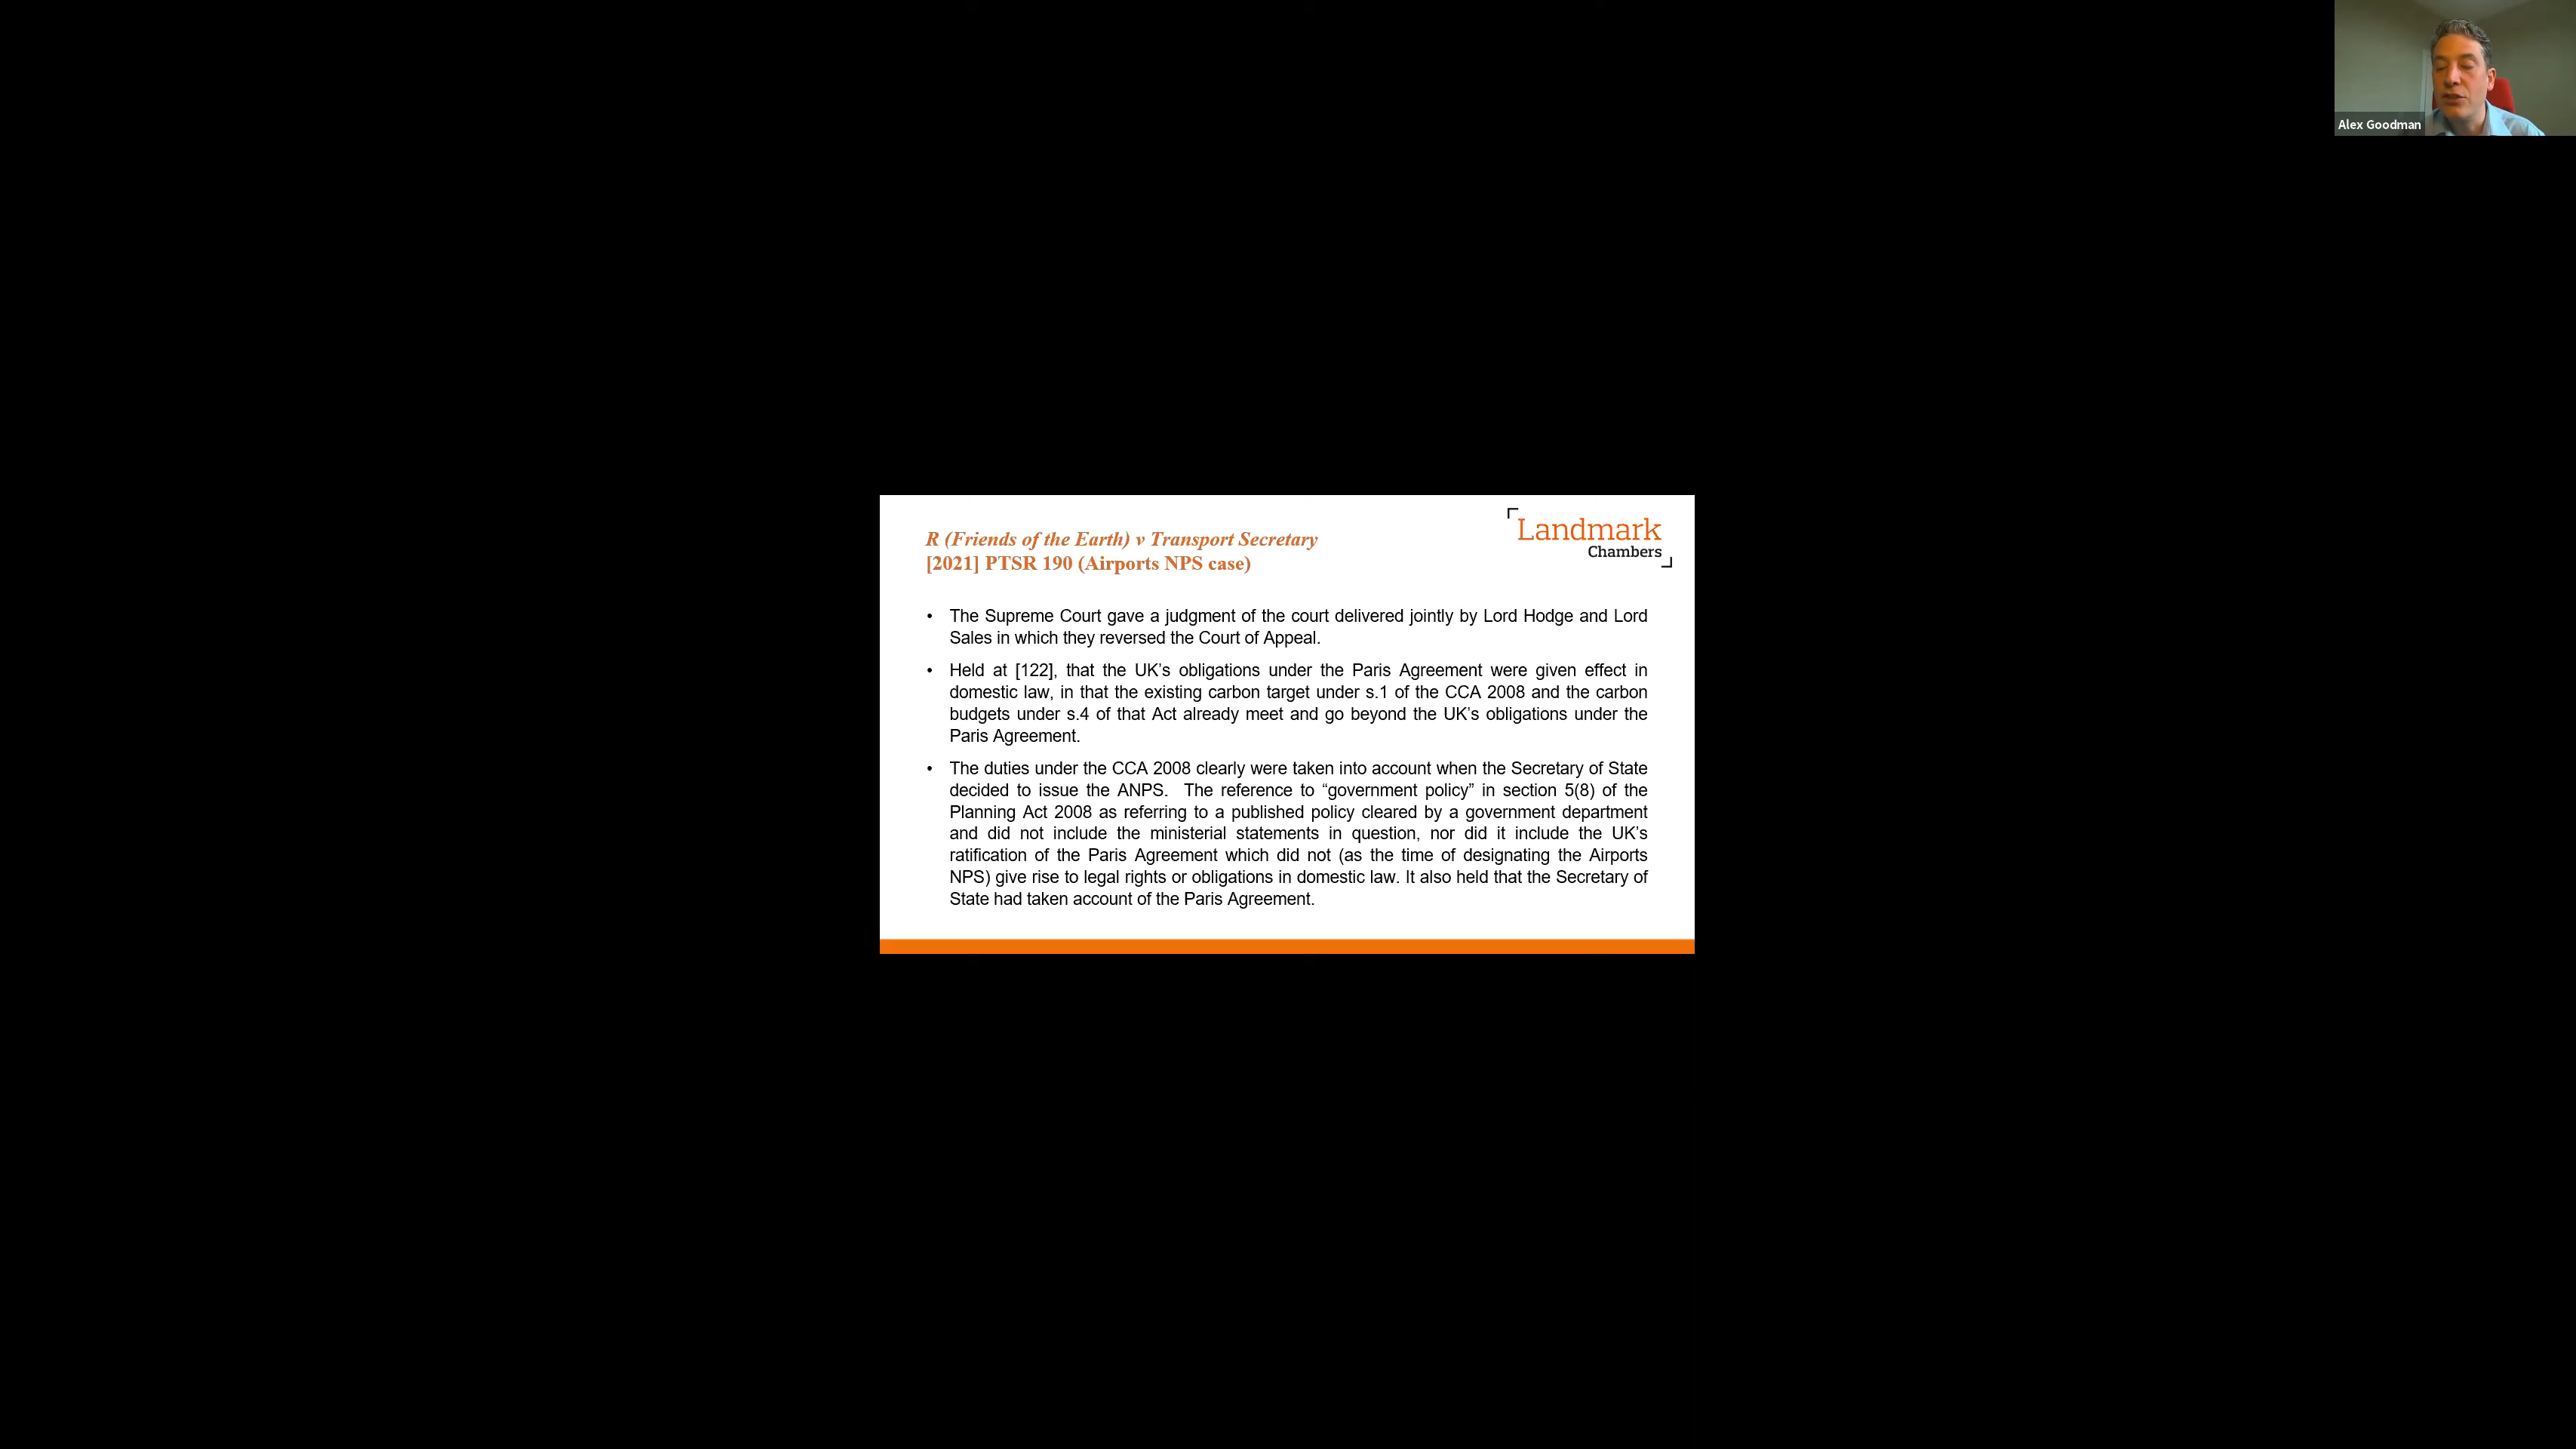 Alex Goodman
R (Friends of the Earth) v Transport Secretary
[2021] PTSR 190 (Airports NPS case)
Landmark
Chambers
• The Supreme Court gave a judgment of the court delivered jointly by Lord Hodge and Lord
Sales in which they reversed the Court of Appeal.
• Held at [122], that the UK’s obligations under the Paris Agreement were given effect in
domestic law, in that the existing carbon target under s.1 of the CCA 2008 and the carbon
budgets under s.4 of that Act already meet and go beyond the UK’s obligations under the
Paris Agreement.
• The duties under the CCA 2008 clearly were taken into account when the Secretary of State
decided to issue the ANPS. The reference to “government policy” in section 5(8) of the
Planning Act 2008 as referring to a published policy cleared by a government department
and did not include the ministerial statements in question, nor did it include the UK’s
ratification of the Paris Agreement which did not (as the time of designating the Airports
NPS) give rise to legal rights or obligations in domestic law. It also held that the Secretary of
State had taken account of the Paris Agreement.